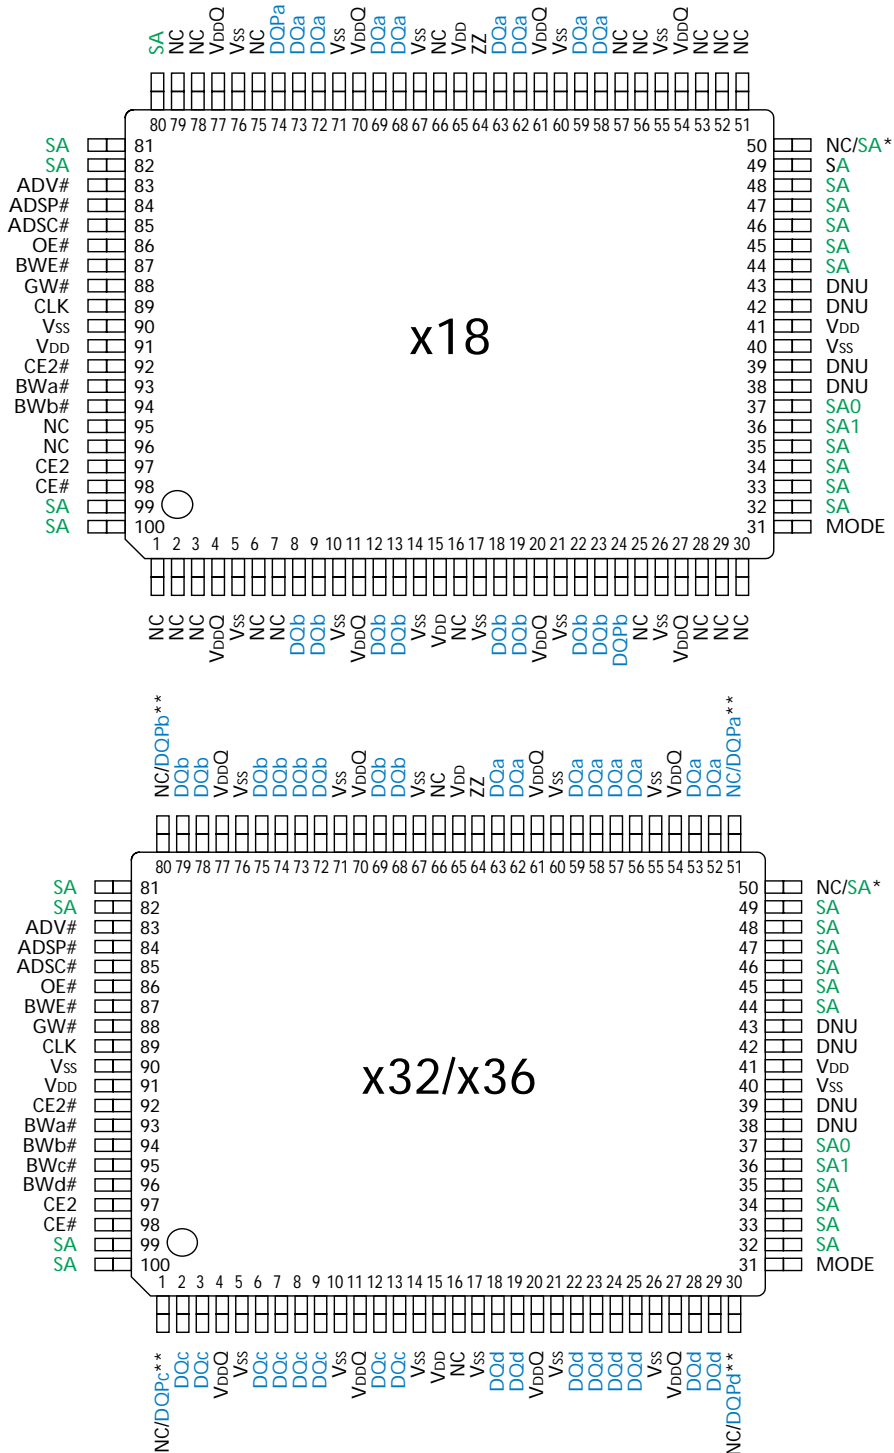 SA NC NC VDDQ VSS NC DQPa DQa DQa VSS VDDQ DQa DQa VSS NC VDD ZZ DQa DQa VDDQ VSS DQa DQa NC NC VSS VDDQ NC NC NC
80 79 78 77 76 75 74 73 72 71 70 69 68 67 66 65 64 63 62 61 60 59 58 57 56 55 54 53 52 51
SA 81 50 NC/SA*
SA 82 49 SA
ADV# 83 48 SA
ADSP# 84 47 SA
ADSC# 85 46 SA
OE# 86 45 SA
BWE# 87 44 SA
GW# 88 43 DNU
CLK 89 42 DNU
VSS 90 41 VDD
x18
VDD 91 40 VSS
CE2# 92 39 DNU
BWa# 93 38 DNU
BWb# 94 37 SA0
NC 95 36 SA1
NC 96 35 SA
CE2 97 34 SA
CE# 98 33 SA
SA 99 32 SA
SA 100 31 MODE
1 2 3 4 5 6 7 8 9 10 11 12 13 14 15 16 17 18 19 20 21 22 23 24 25 26 27 28 29 30
NC NC NC VDDQ VSS NC NC DQb DQb VSS VDDQ DQb DQb VSS VDD NC VSS DQb DQb VDDQ VSS DQb DQb DQPb NC VSS VDDQ NC NC NC
NC/DQPb** DQb DQb VDDQ VSS DQb DQb DQb DQb VSS VDDQ DQb DQb VSS NC VDD ZZ DQa DQa VDDQ VSS DQa DQa DQa DQa VSS VDDQ DQa DQa NC/DQPa**
80 79 78 77 76 75 74 73 72 71 70 69 68 67 66 65 64 63 62 61 60 59 58 57 56 55 54 53 52 51
SA 81 50 NC/SA*
SA 82 49 SA
ADV# 83 48 SA
ADSP# 84 47 SA
ADSC# 85 46 SA
OE# 86 45 SA
BWE# 87 44 SA
GW# 88 43 DNU
CLK 89 42 DNU
VSS 90 41 VDD
x32/x36
VDD 91 40 VSS
CE2# 92 39 DNU
BWa# 93 38 DNU
BWb# 94 37 SA0
BWc# 95 36 SA1
BWd# 96 35 SA
CE2 97 34 SA
CE# 98 33 SA
SA 99 32 SA
SA 100 31 MODE
1 2 3 4 5 6 7 8 9 10 11 12 13 14 15 16 17 18 19 20 21 22 23 24 25 26 27 28 29 30
NC/DQPc** DQc DQc VDDQ VSS DQc DQc DQc DQc VSS VDDQ DQc DQc VSS VDD NC VSS DQd DQd VDDQ VSS DQd DQd DQd DQd VSS VDDQ DQd DQd NC/DQPd**